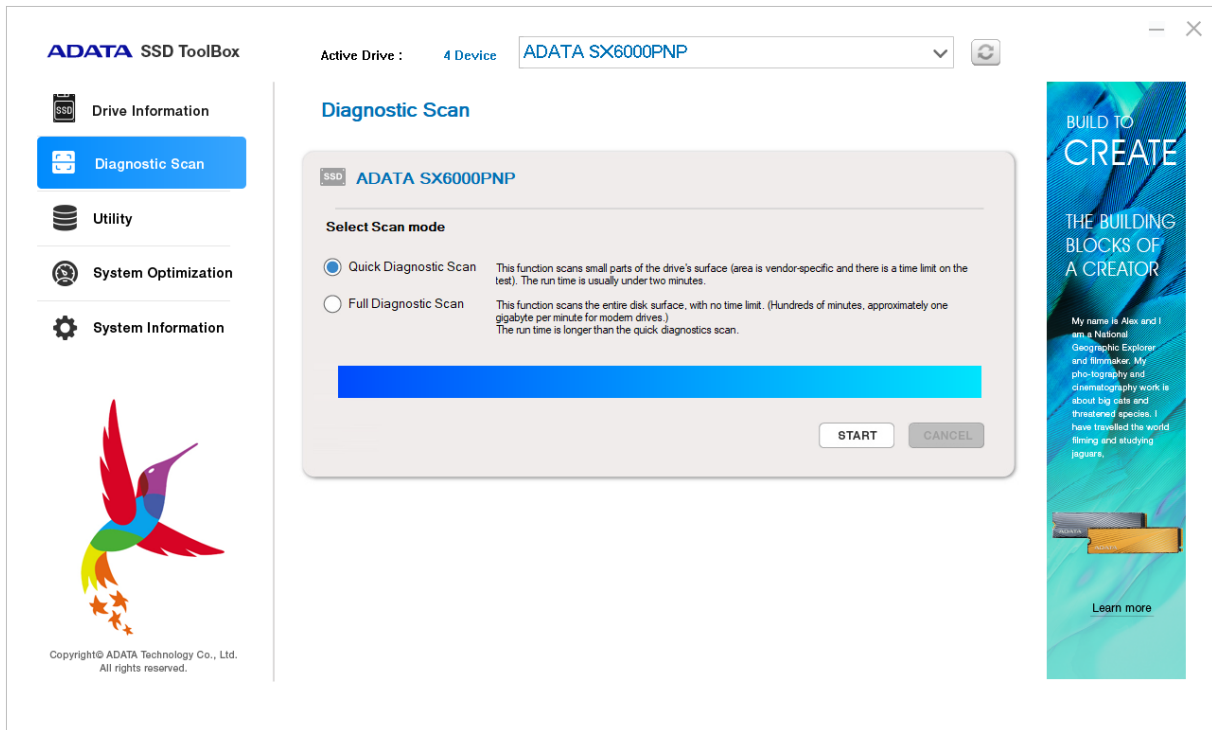 ADATA SSD ToolBox
Active Drive :
4 Device
ADATA SX6000PNP
SSD
Drive Information
Diagnostic Scan
Utility
System Optimization
System Information
Copyright© ADATA Technology Co., Ltd.
All rights reserved.
Diagnostic Scan
SSD
ADATA SX6000PNP
Select Scan mode
Quick Diagnostic Scan
This function scans small parts of the drive's surface (area is vendor-specific and there is a time limit on the
test). The run time is usually under two minutes.
Full Diagnostic Scan
This function scans the entire disk surface, with no time limit. (Hundreds of minutes, approximately one
gigabyte per minute for modern drives.)
The run time is longer than the quick diagnostics scan.
START
CANCEL
BUILD TO
CREATE
THE BUILDING
BLOCKS OF
A CREATOR
My name is Alex and I
am a National
Geographic Explorer
and filmmaker. My
pho-tography and
cinematography work is
about big cats and
threatened species. I
have travelled the world
filming and studying
jaguars.
ADATA
ADATA
Learn more